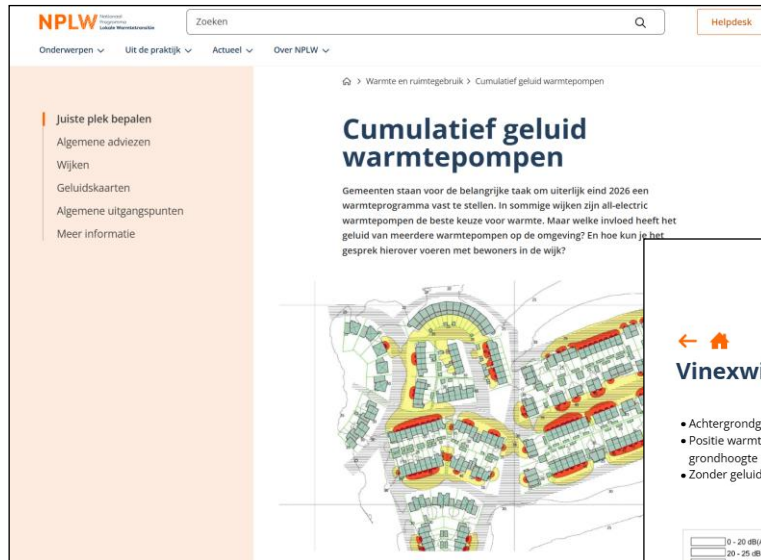 NPLW Nationaal
Programma
Lokale Warmtetransitie
Zoeken
Helpdesk
Onderwerpen
Uit de praktijk
Actueel
Over NPLW
> Warmte en ruimtegebruik > Cumulatief geluid warmtepompen
Juiste plek bepalen
Algemene adviezen
Wijken
Geluidskaarten
Algemene uitgangspunten
Meer informatie
Cumulatief geluid
warmtepompen
Gemeenten staan voor de belangrijke taak om uiterlijk eind 2026 een
warmteprogramma vast te stellen. In sommige wijken zijn all-electric
warmtepompen de beste keuze voor warmte. Maar welke invloed heeft het
geluid van meerdere warmtepompen op de omgeving? En hoe kun je het
gesprek hierover voeren met bewoners in de wijk?
Vinexwi
• Achtergrondg
• Positie warmt
grondhoogte
• Zonder geluid
0 - 20 dB(A
20 - 25 dB